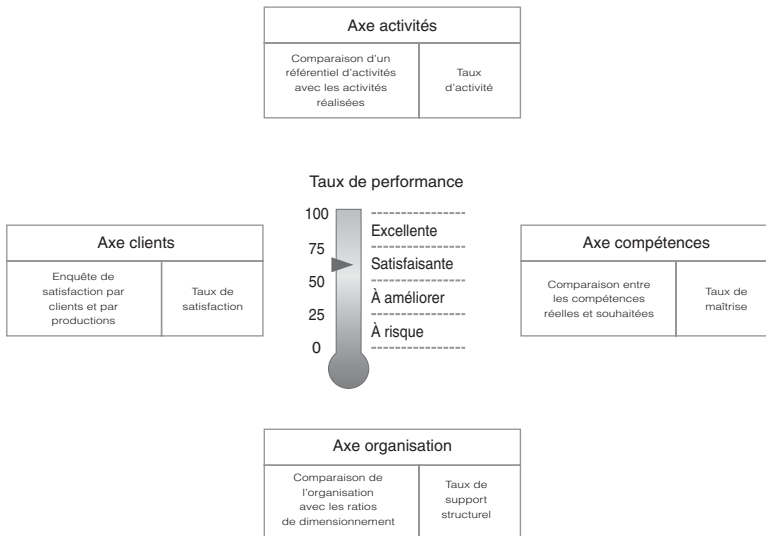 Axe activités
Comparaison d'un
référentiel d'activités
avec les activités
réalisées
Taux
d'activité
Taux de performance
100
75
50
25
0
Excellente
Satisfaisante
À améliorer
À risque
Axe clients
Enquête de
satisfaction par
clients et par
productions
Taux de
satisfaction
Axe compétences
Comparaison entre
les compétences
réelles et souhaitées
Taux de
maîtrise
Axe organisation
Comparaison de
l'organisation
avec les ratios
de dimensionnement
Taux de
support
structurel